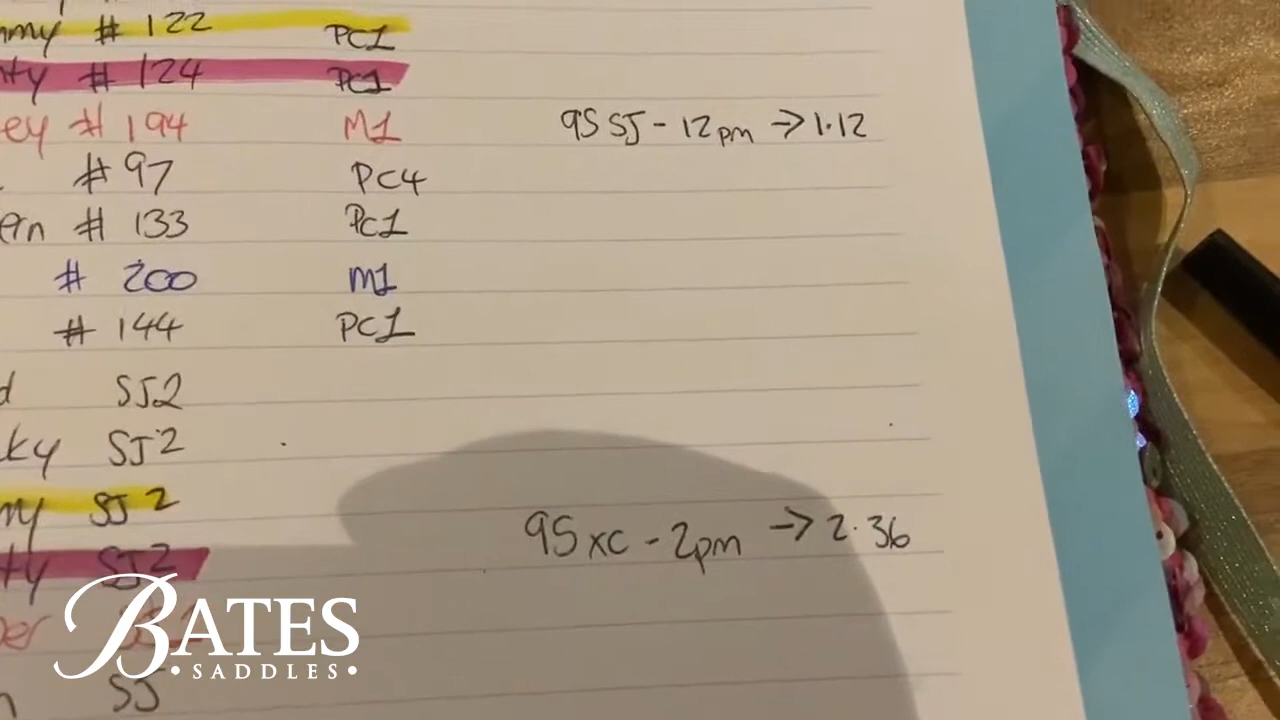 # 122 PC1
# 124 PC1
# 194 M1
95 SJ - 12pm → 1.12
# 97 PC4
# 133 PC1
# 200 M1
# 144 PC1
SJ2
SJ2
SJ2
95 XC - 2pm → 2.36
SJ2
SJ
BATES
• SADDLES •